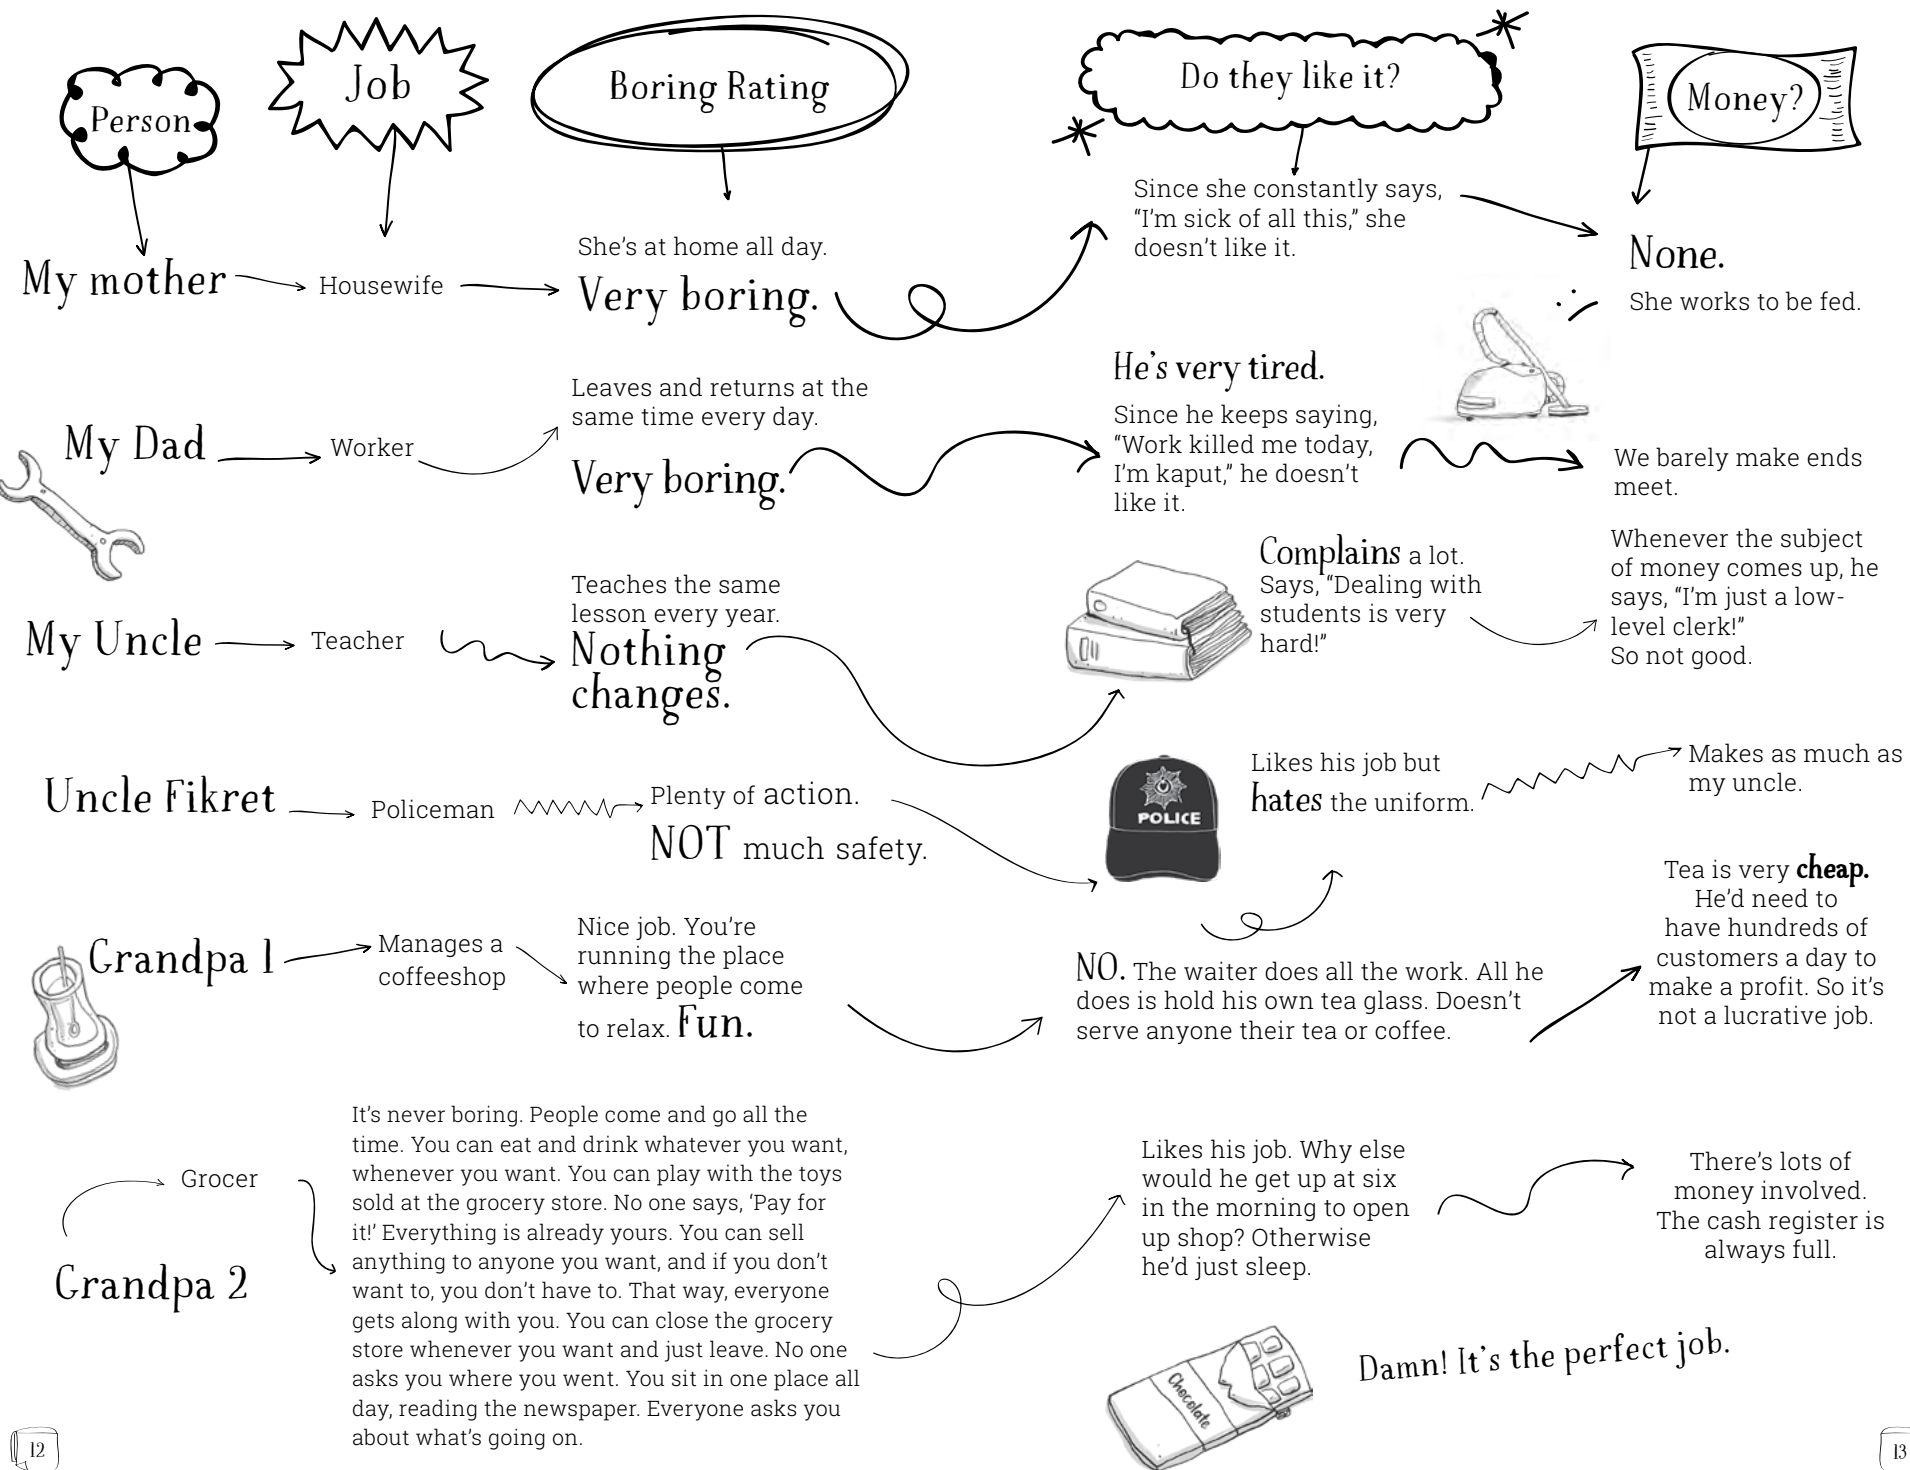 Person
Job
Boring Rating
Do they like it?
Money?
My mother
Housewife
She’s at home all day.
Very boring.
Since she constantly says,
“I’m sick of all this,” she
doesn’t like it.
None.
She works to be fed.
My Dad
Worker
Leaves and returns at the
same time every day.
Very boring.
He’s very tired.
Since he keeps saying,
“Work killed me today,
I’m kaput,” he doesn’t
like it.
We barely make ends
meet.
My Uncle
Teacher
Teaches the same
lesson every year.
Nothing
changes.
Complains a lot.
Says, “Dealing with
students is very
hard!”
Whenever the subject
of money comes up, he
says, “I’m just a low-
level clerk!”
So not good.
Uncle Fikret
Policeman
Plenty of action.
NOT much safety.
POLICE
Likes his job but
hates the uniform.
Makes as much as
my uncle.
Grandpa 1
Manages a
coffeeshop
Nice job. You’re
running the place
where people come
to relax. Fun.
NO. The waiter does all the work. All he
does is hold his own tea glass. Doesn’t
serve anyone their tea or coffee.
Tea is very cheap.
He’d need to
have hundreds of
customers a day to
make a profit. So it’s
not a lucrative job.
Grandpa 2
Grocer
It’s never boring. People come and go all the
time. You can eat and drink whatever you want,
whenever you want. You can play with the toys
sold at the grocery store. No one says, ‘Pay for
it!’ Everything is already yours. You can sell
anything to anyone you want, and if you don’t
want to, you don’t have to. That way, everyone
gets along with you. You can close the grocery
store whenever you want and just leave. No one
asks you where you went. You sit in one place all
day, reading the newspaper. Everyone asks you
about what’s going on.
Likes his job. Why else
would he get up at six
in the morning to open
up shop? Otherwise
he’d just sleep.
There’s lots of
money involved.
The cash register is
always full.
Chocolate
Damn! It’s the perfect job.
12
13